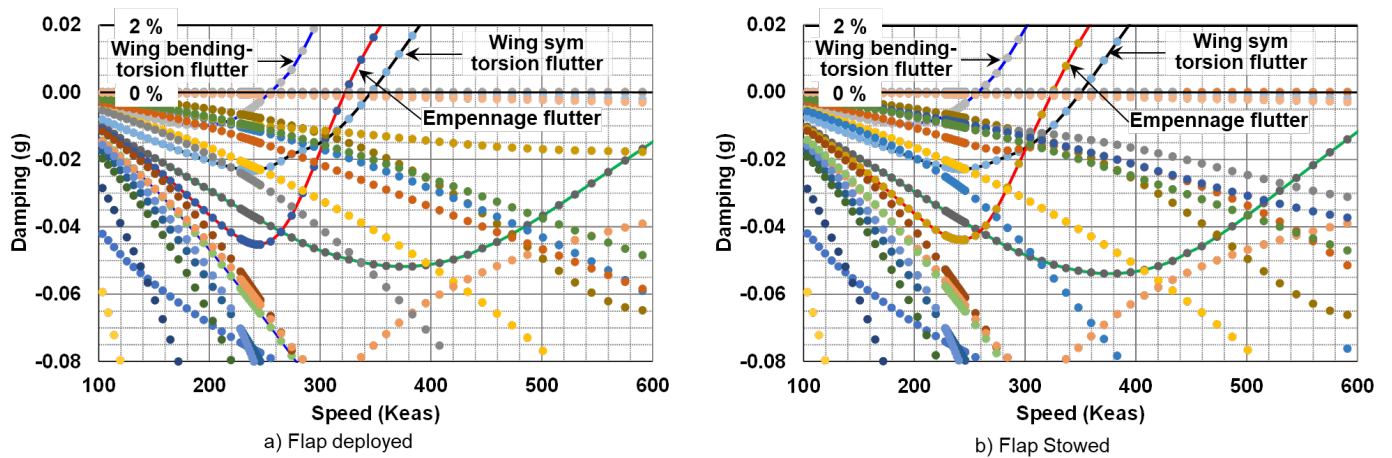 0.02
0.00
-0.02
-0.04
-0.06
-0.08
Damping (g)
2 %
Wing bending-
torsion flutter
0 %
Wing sym
torsion flutter
Empennage flutter
100
200
300
400
500
600
Speed (Keas)
a) Flap deployed
0.02
0.00
-0.02
-0.04
-0.06
-0.08
Damping (g)
2 %
Wing bending-
torsion flutter
0 %
Wing sym
torsion flutter
Empennage flutter
100
200
300
400
500
600
Speed (Keas)
b) Flap Stowed